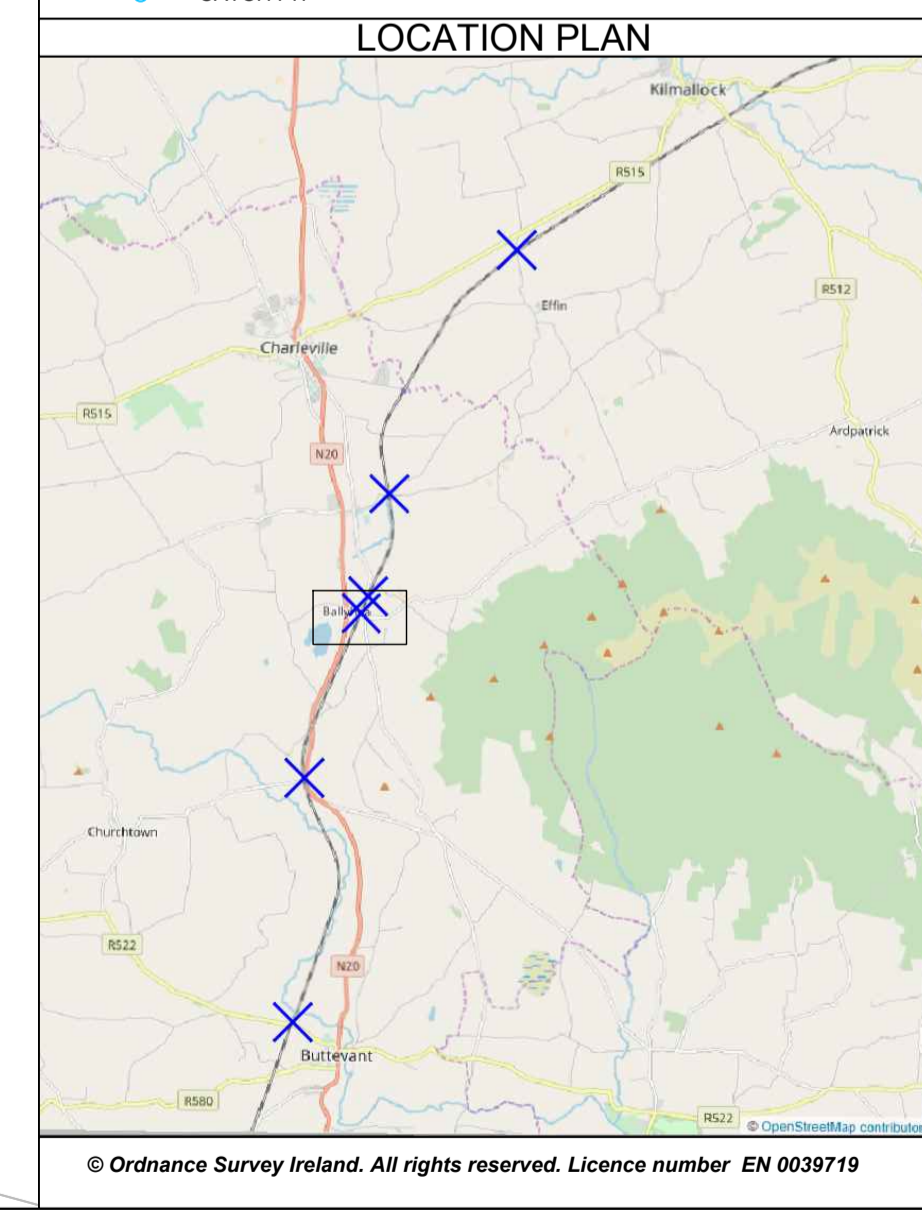 LOCATION PLAN
Kilmallock
R515
Effin
R512
Charleville
R515
Ardpatrick
N20
Churchtown
R522
N20
Buttevant
R580
R522
© OpenStreetMap contributor
© Ordnance Survey Ireland. All rights reserved. Licence number EN 0039719